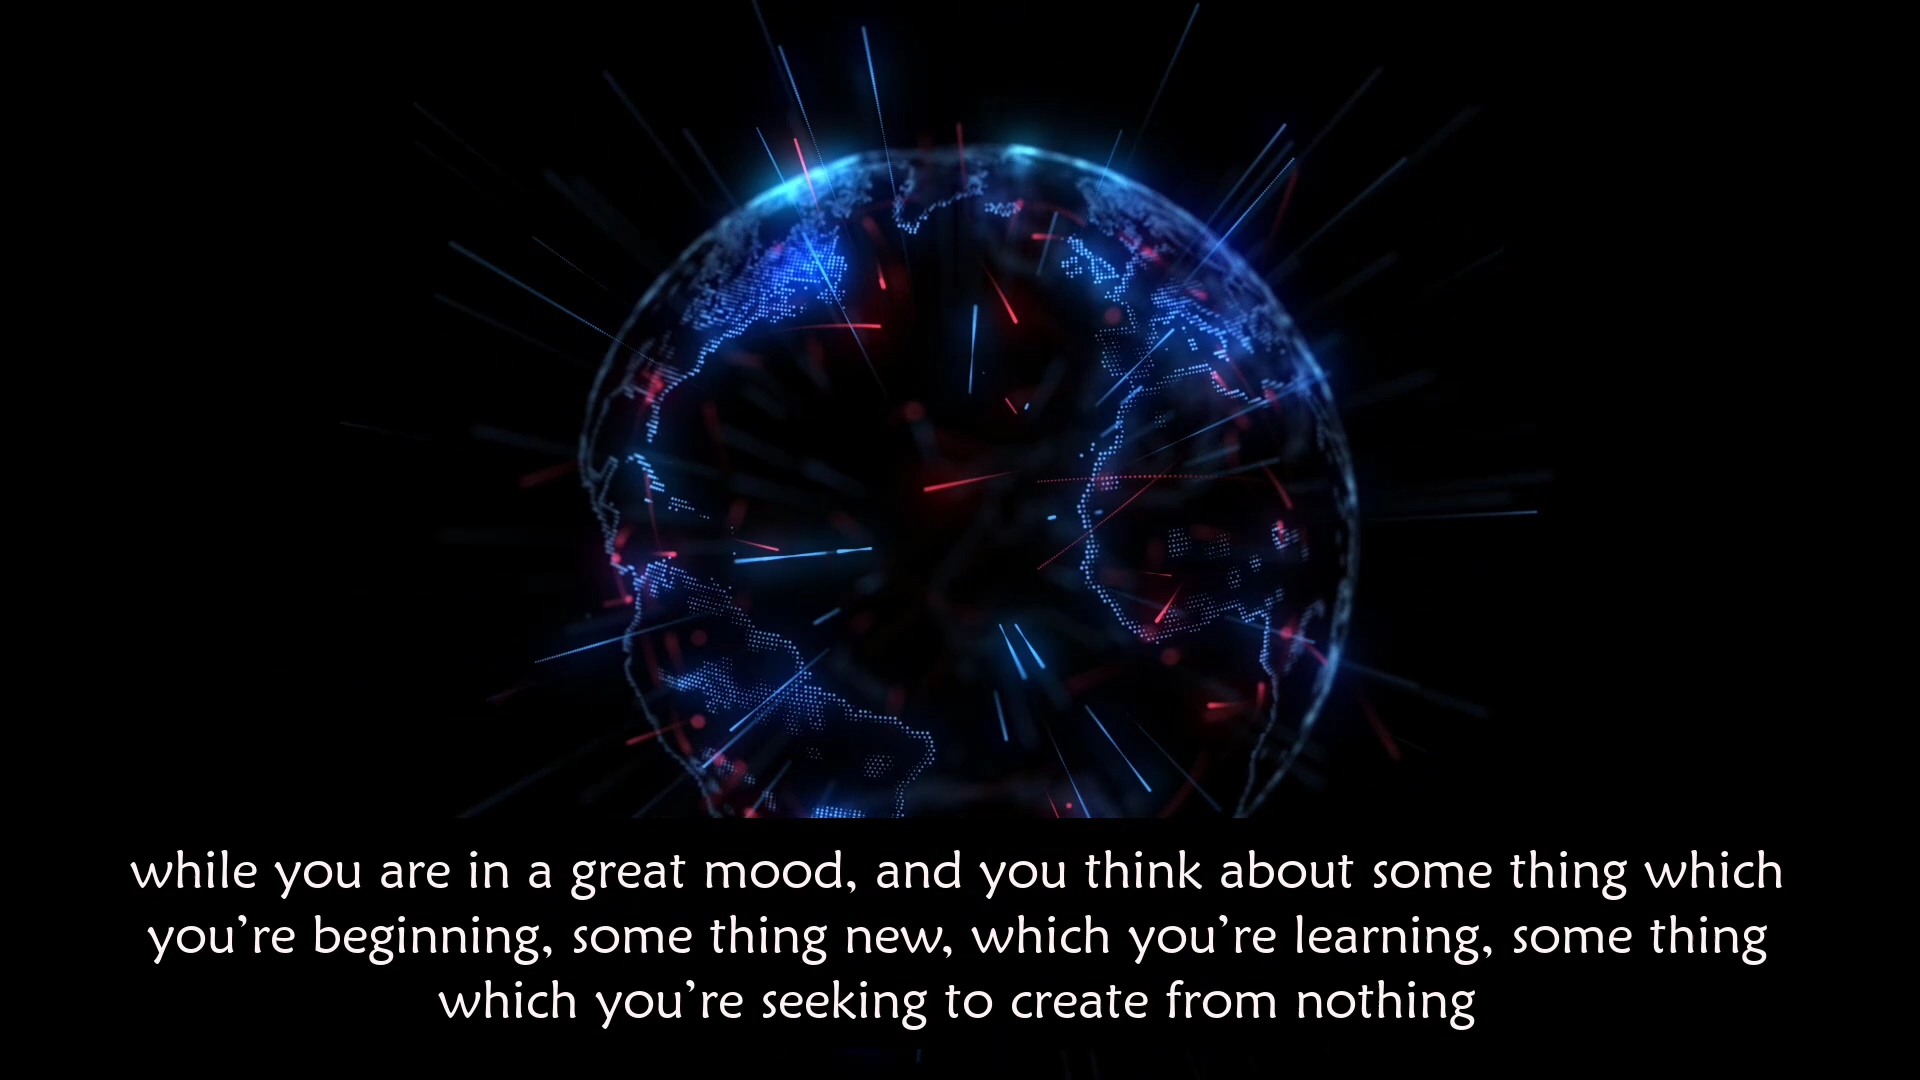 while you are in a great mood, and you think about some thing which
you’re beginning, some thing new, which you’re learning, some thing
which you’re seeking to create from nothing